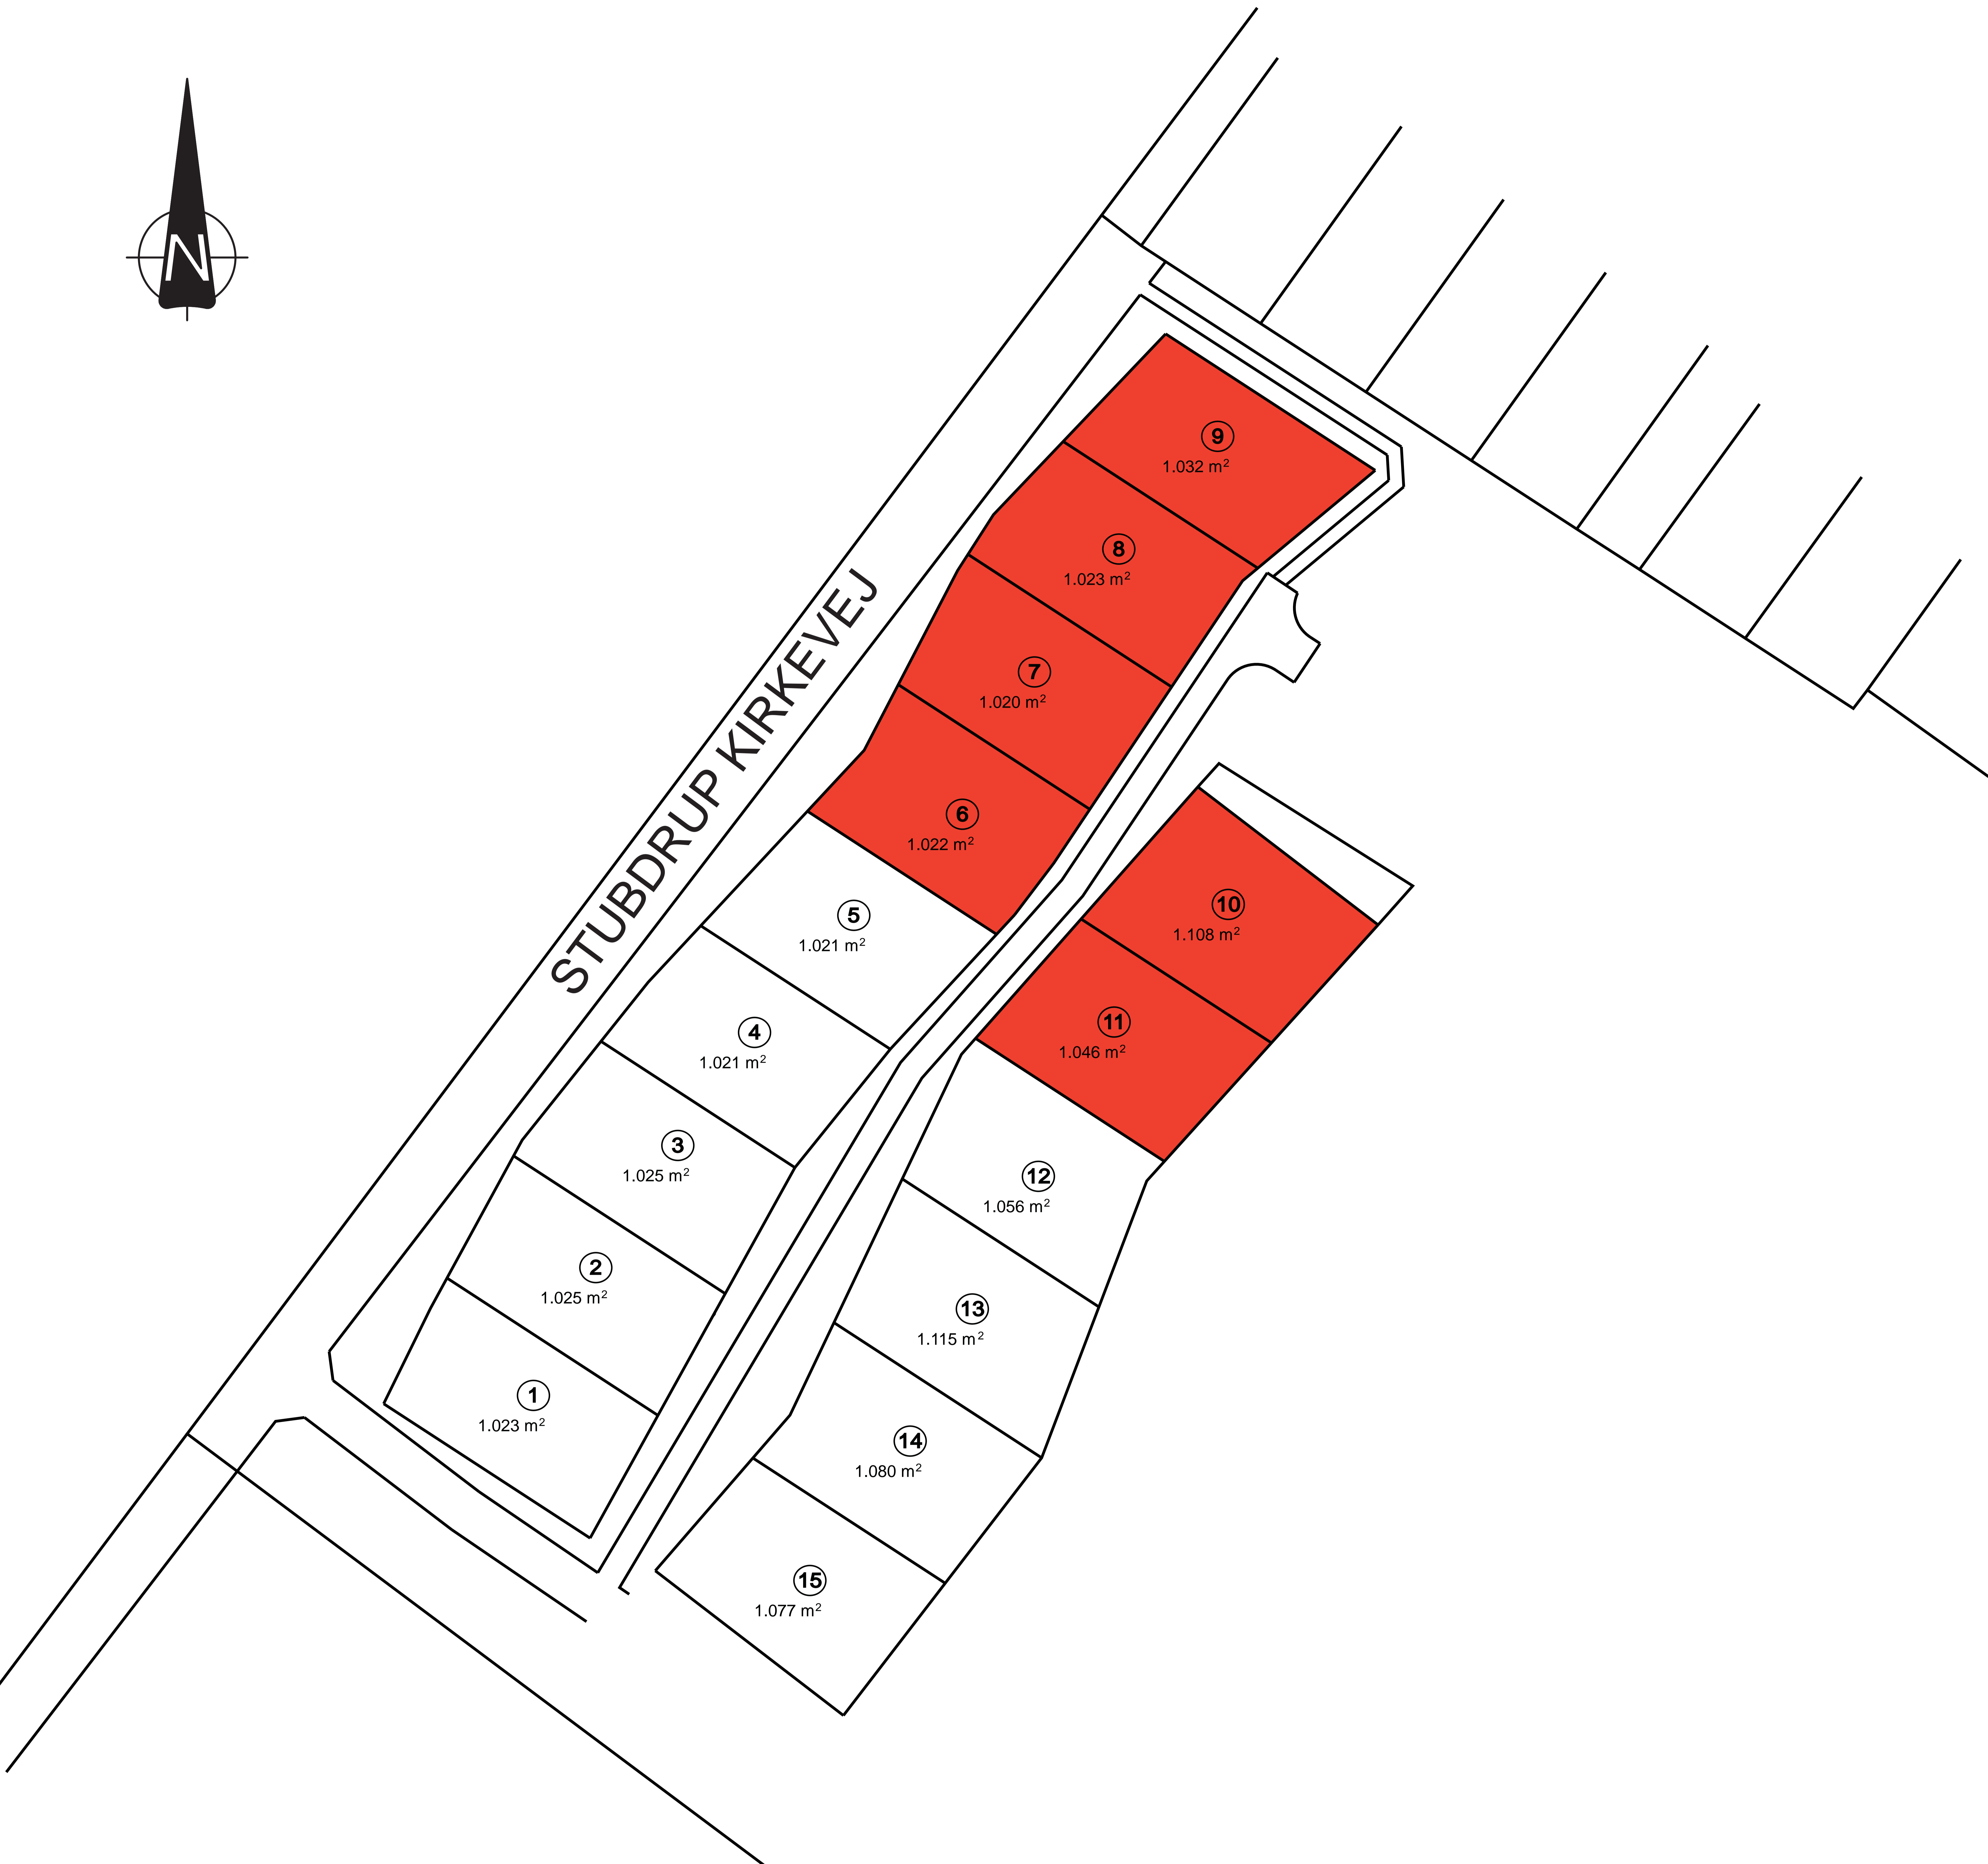 N
STUBDRUP KIRKEVEJ
9
1.032 m²
8
1.023 m²
7
1.020 m²
6
1.022 m²
5
1.021 m²
4
1.021 m²
3
1.025 m²
2
1.025 m²
1
1.023 m²
10
1.108 m²
11
1.046 m²
12
1.056 m²
13
1.115 m²
14
1.080 m²
15
1.077 m²